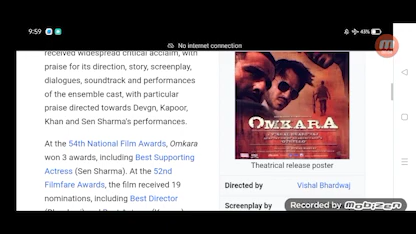 9:59
43%
No internet connection
received widespread critical acclaim, with
praise for its direction, story, screenplay,
dialogues, soundtrack and performances
of the ensemble cast, with particular
praise directed towards Devgn, Kapoor,
Khan and Sen Sharma's performances.
At the 54th National Film Awards, Omkara
won 3 awards, including Best Supporting
Actress (Sen Sharma). At the 52nd
Filmfare Awards, the film received 19
nominations, including Best Director
OMKARA
Theatrical release poster
Directed by Vishal Bhardwaj
Screenplay by
Recorded by MOBIZEN